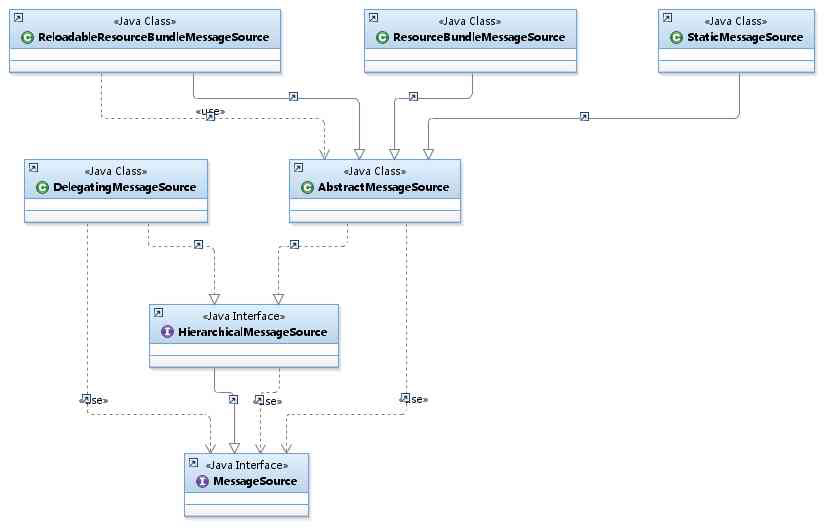 «Java Class»
ReloadableResourceBundleMessageSource
«Java Class»
ResourceBundleMessageSource
«Java Class»
StaticMessageSource
«use»
«Java Class»
DelegatingMessageSource
«Java Class»
AbstractMessageSource
«Java Interface»
HierarchicalMessageSource
«use»
«use»
«use»
«Java Interface»
MessageSource